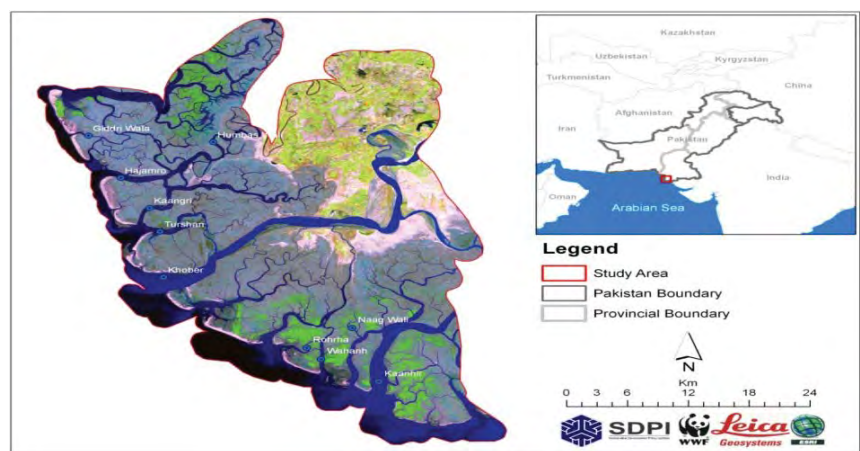 Giddri Wala
Humbas
Hajamro
Kaangri
Turshan
Khober
Naag Wali
Rohrha
Wahanh
Kaanhir
Kazakhstan
Uzbekistan
Kyrgyzstan
Turkmenistan
China
Afghanistan
Iran
Pakistan
India
Oman
Arabian Sea
Legend
Study Area
Pakistan Boundary
Provincial Boundary
N
Km
0 3 6 12 18 24
SDPI
WWF
Leica
Geosystems
ESRI